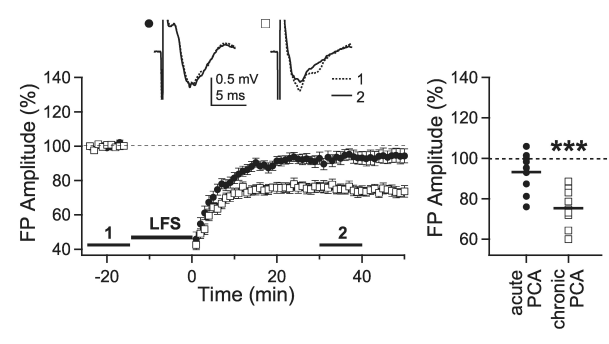 0.5 mV
5 ms
1
2
140
120
100
80
60
40
FP Amplitude (%)
1
LFS
2
-20
0
20
40
Time (min)
140
120
100
80
60
FP Amplitude (%)
***
acute
PCA
chronic
PCA